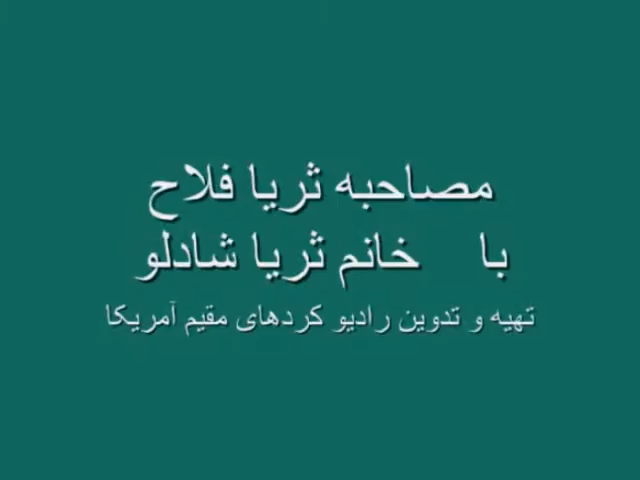 مصاحبه ثریا فلاح
با خانم ثریا شادلو
تهیه و تدوین رادیو کردهای مقیم آمریکا